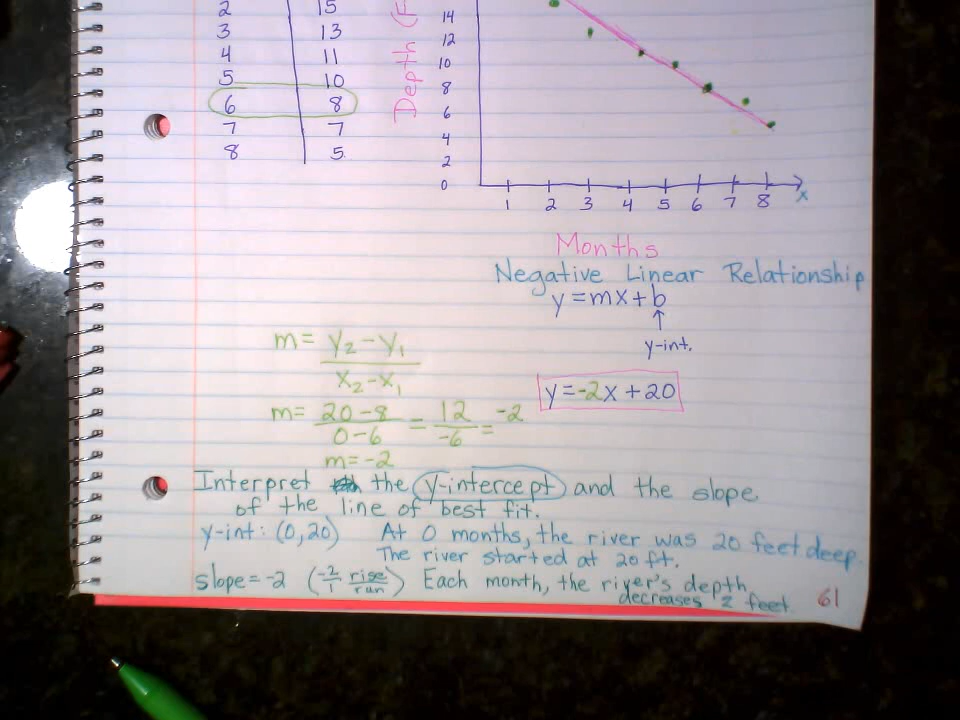 2 15
3 13
4 11
5 10
6 8
7 7
8 5
Depth (F
14
12
10
8
6
4
2
0
1 2 3 4 5 6 7 8 x
Months
Negative Linear Relationship
y=mx+b
y-int.
m= y₂-y₁
x₂-x₁
m= 20-8 = 12 = -2
0-6 -6
m=-2
y=-2x+20
Interpret the y-intercept and the slope
of the line of best fit.
y-int: (0,20) At 0 months, the river was 20 feet deep.
The river started at 20 ft.
slope=-2 (-2/1 rise/run) Each month, the river's depth
decreases 2 feet
61